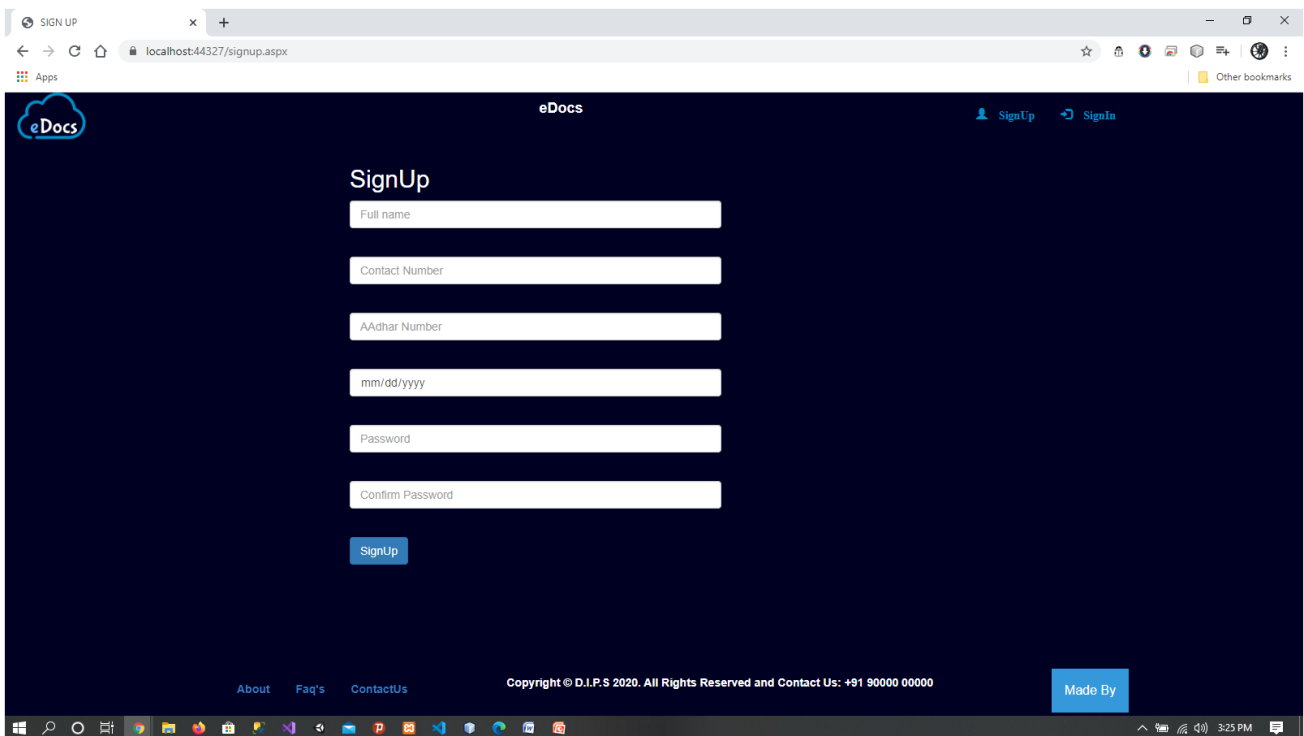 SIGN UP
localhost:44327/signup.aspx
Apps
Other bookmarks
eDocs
eDocs
SignUp
SignIn
SignUp
Full name
Contact Number
AAdhar Number
mm/dd/yyyy
Password
Confirm Password
SignUp
About Faq's ContactUs
Copyright © D.I.P.S 2020. All Rights Reserved and Contact Us: +91 90000 00000
Made By
3:25 PM